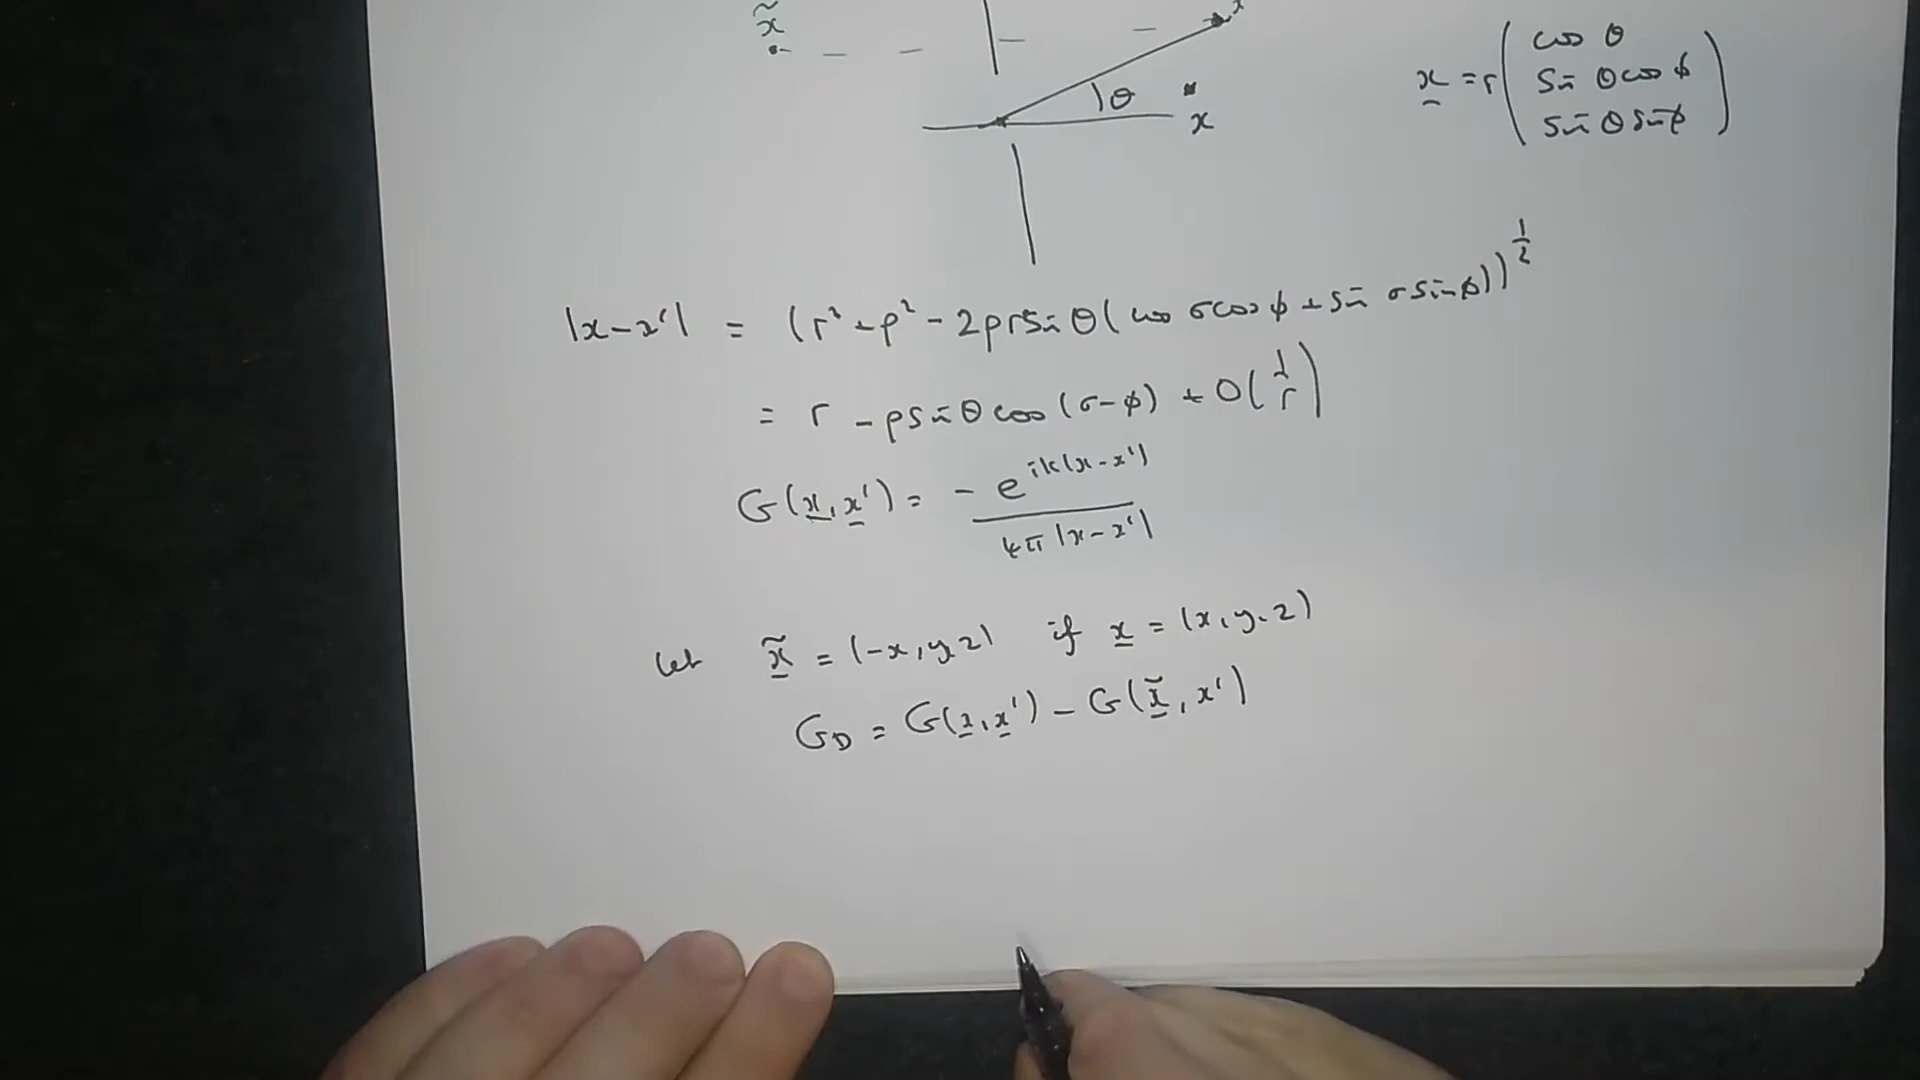 x̃
x
θ
x
x = r ( cos θ
sin θ cos ϕ
sin θ sin ϕ )
|x - x'| = (r² + ρ² - 2ρr sin θ (cos σ cos ϕ + sin σ sin ϕ))^{1/2}
= r - ρ sin θ cos (σ - ϕ) + O(1/r)
G(x, x') = - e^{ik|x - x'|} / 4π |x - x'|
let x̃ = (-x, y, z) if x = (x, y, z)
G_D = G(x, x') - G(x̃, x')